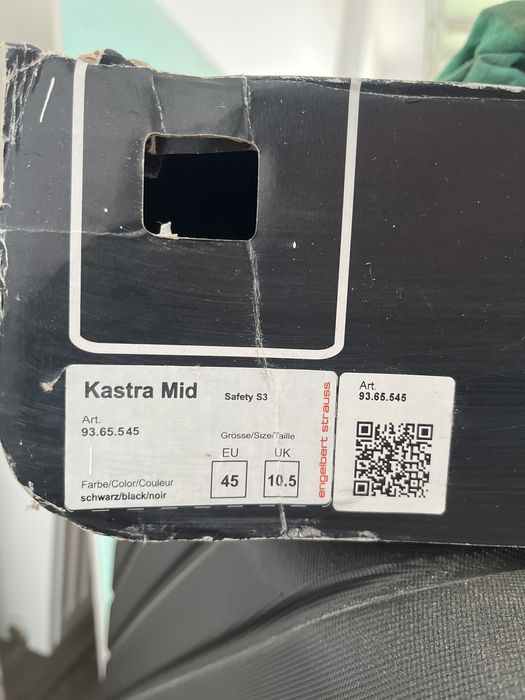 Kastra Mid Safety S3
Art.
93.65.545
Grösse/Size/Taille
EU UK
45 10.5
Farbe/Color/Couleur
schwarz/black/noir
engelbert strauss
Art.
93.65.545